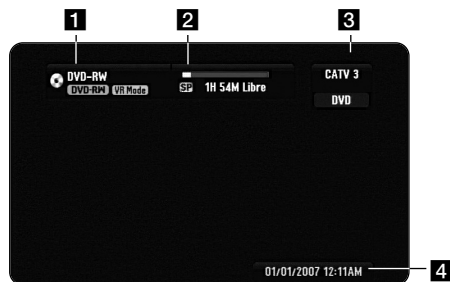 1 2 3
DVD-RW
DVD-RW VR Mode
SP 1H 54M Libre
CATV 3
DVD
01/01/2007 12:11AM 4